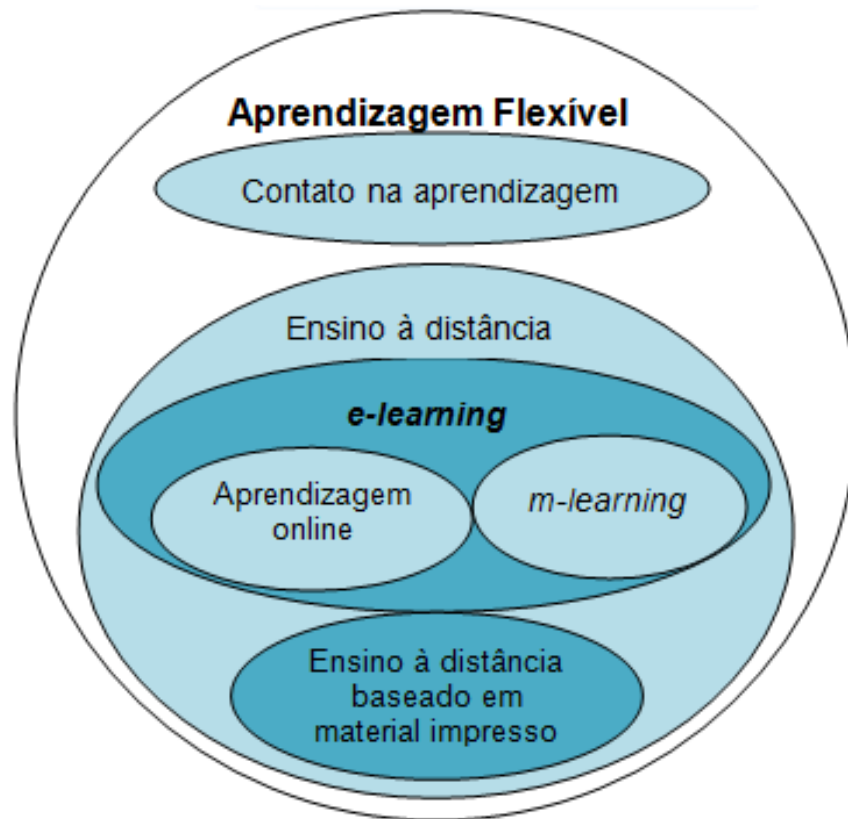 Aprendizagem Flexível
Contato na aprendizagem
Ensino à distância
e-learning
Aprendizagem
online
m-learning
Ensino à distância
baseado em
material impresso